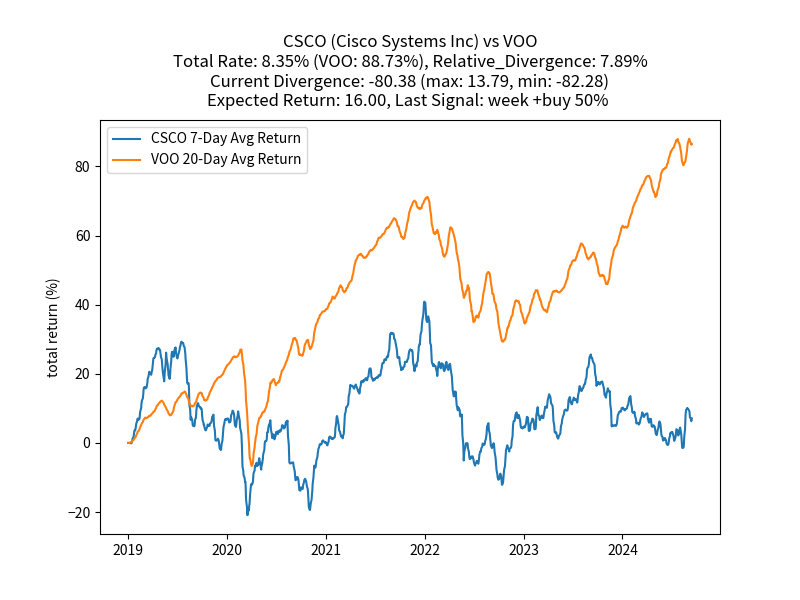 CSCO (Cisco Systems Inc) vs VOO
Total Rate: 8.35% (VOO: 88.73%), Relative_Divergence: 7.89%
Current Divergence: -80.38 (max: 13.79, min: -82.28)
Expected Return: 16.00, Last Signal: week +buy 50%
CSCO 7-Day Avg Return
VOO 20-Day Avg Return
total return (%)
80
60
40
20
0
−20
2019 2020 2021 2022 2023 2024